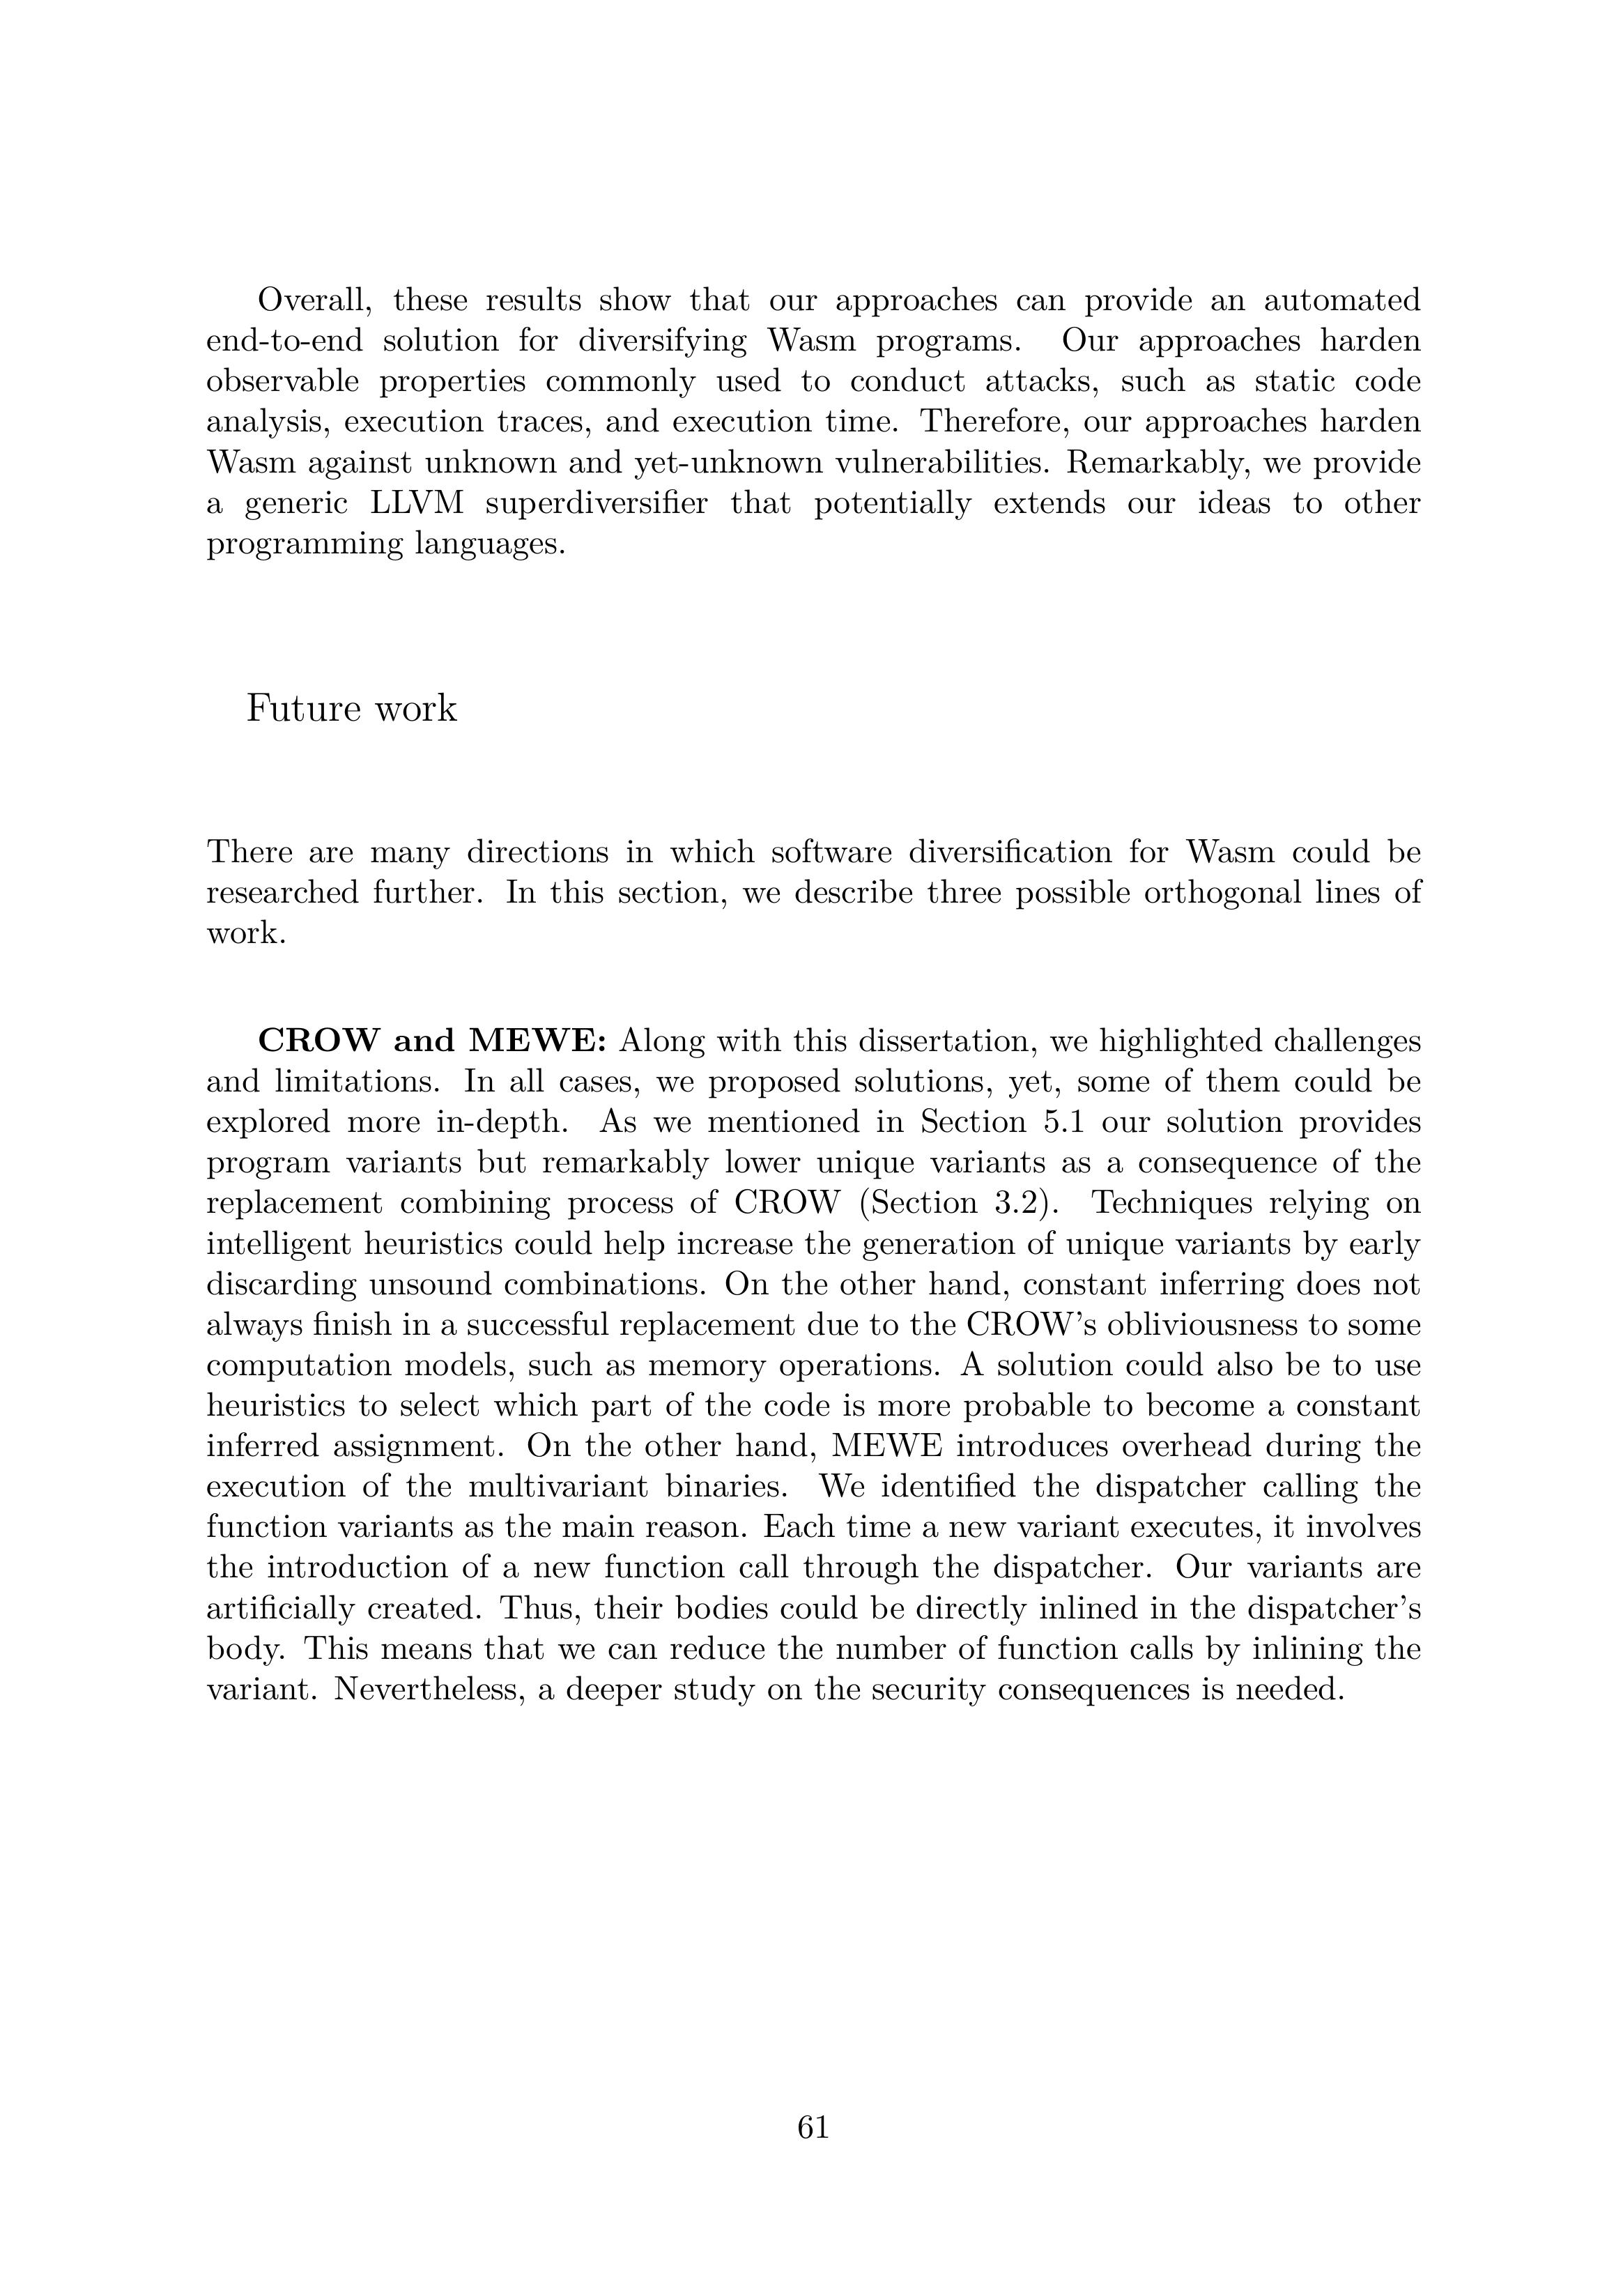 Overall, these results show that our approaches can provide an automated
end-to-end solution for diversifying Wasm programs. Our approaches harden
observable properties commonly used to conduct attacks, such as static code
analysis, execution traces, and execution time. Therefore, our approaches harden
Wasm against unknown and yet-unknown vulnerabilities. Remarkably, we provide
a generic LLVM superdiversifier that potentially extends our ideas to other
programming languages.
Future work
There are many directions in which software diversification for Wasm could be
researched further. In this section, we describe three possible orthogonal lines of
work.
CROW and MEWE: Along with this dissertation, we highlighted challenges
and limitations. In all cases, we proposed solutions, yet, some of them could be
explored more in-depth. As we mentioned in Section 5.1 our solution provides
program variants but remarkably lower unique variants as a consequence of the
replacement combining process of CROW (Section 3.2). Techniques relying on
intelligent heuristics could help increase the generation of unique variants by early
discarding unsound combinations. On the other hand, constant inferring does not
always finish in a successful replacement due to the CROW's obliviousness to some
computation models, such as memory operations. A solution could also be to use
heuristics to select which part of the code is more probable to become a constant
inferred assignment. On the other hand, MEWE introduces overhead during the
execution of the multivariant binaries. We identified the dispatcher calling the
function variants as the main reason. Each time a new variant executes, it involves
the introduction of a new function call through the dispatcher. Our variants are
artificially created. Thus, their bodies could be directly inlined in the dispatcher's
body. This means that we can reduce the number of function calls by inlining the
variant. Nevertheless, a deeper study on the security consequences is needed.
61